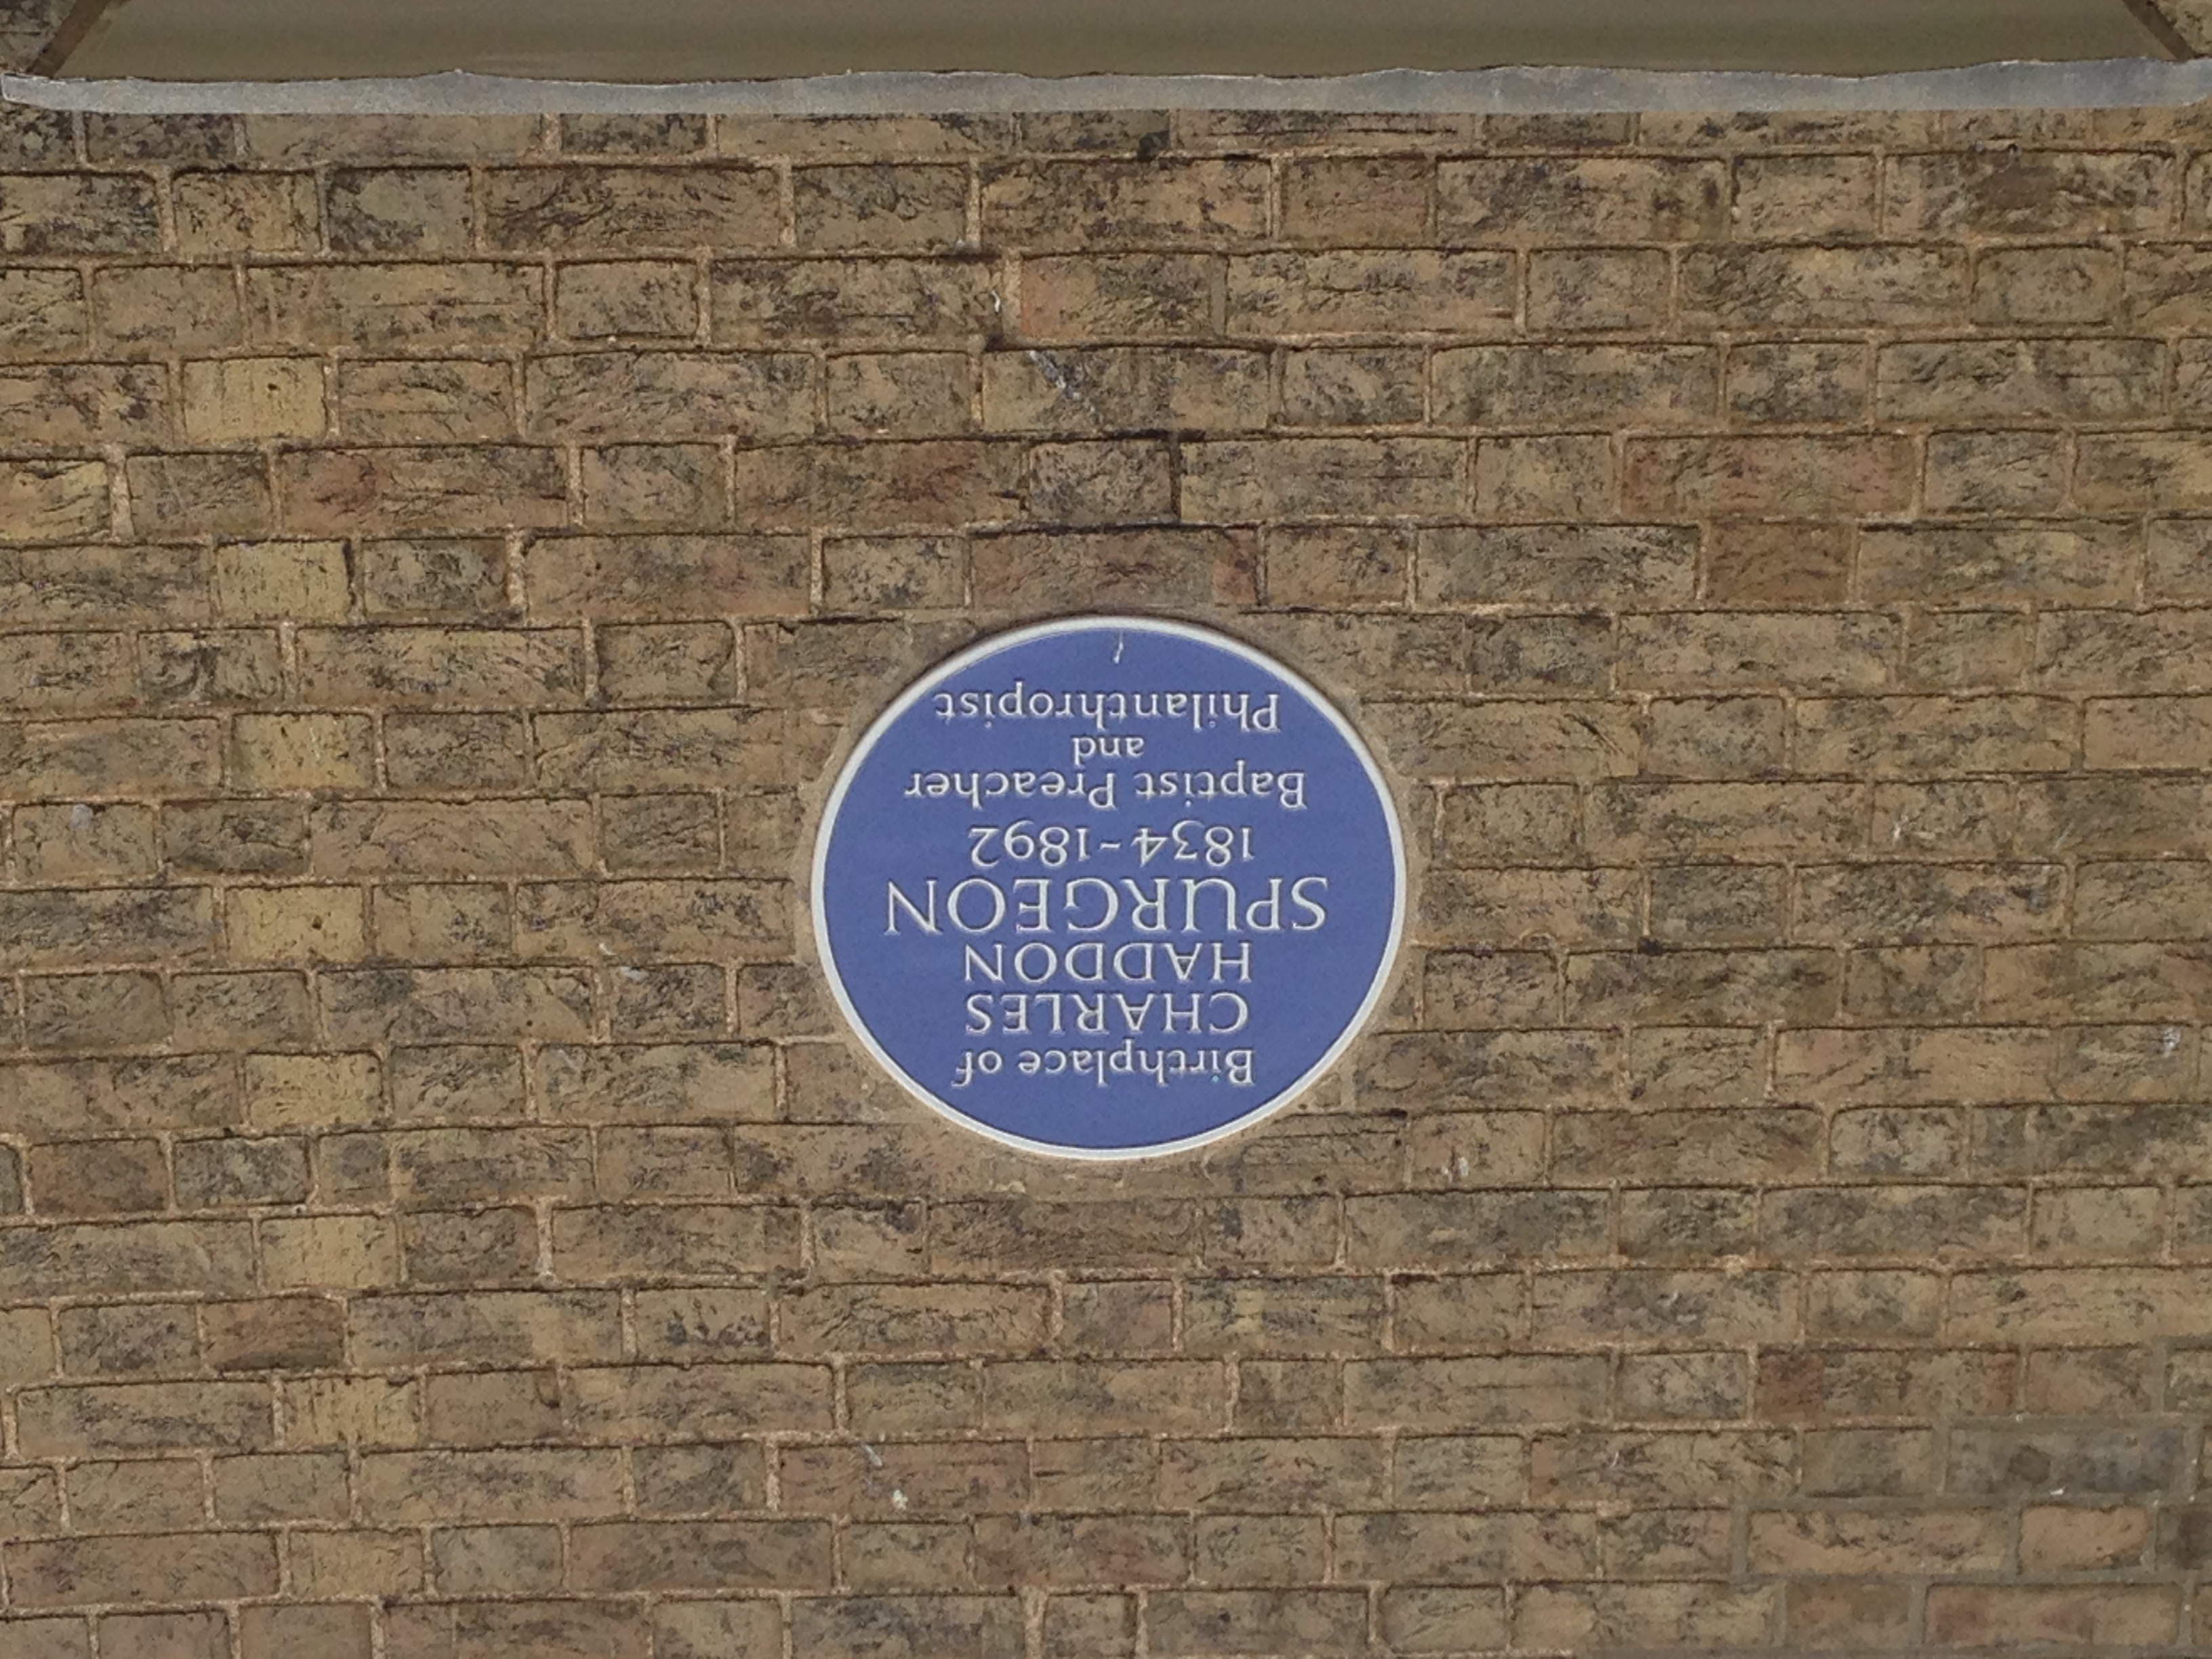 Birthplace of
CHARLES
HADDON
SPURGEON
1834-1892
Baptist Preacher
and
Philanthropist